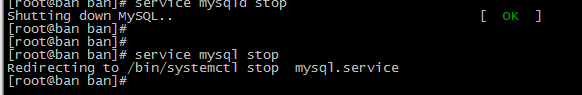 [root@ban ban]# service mysqld stop
Shutting down MySQL.. [ OK ]
[root@ban ban]#
[root@ban ban]#
[root@ban ban]# service mysql stop
Redirecting to /bin/systemctl stop  mysql.service
[root@ban ban]#